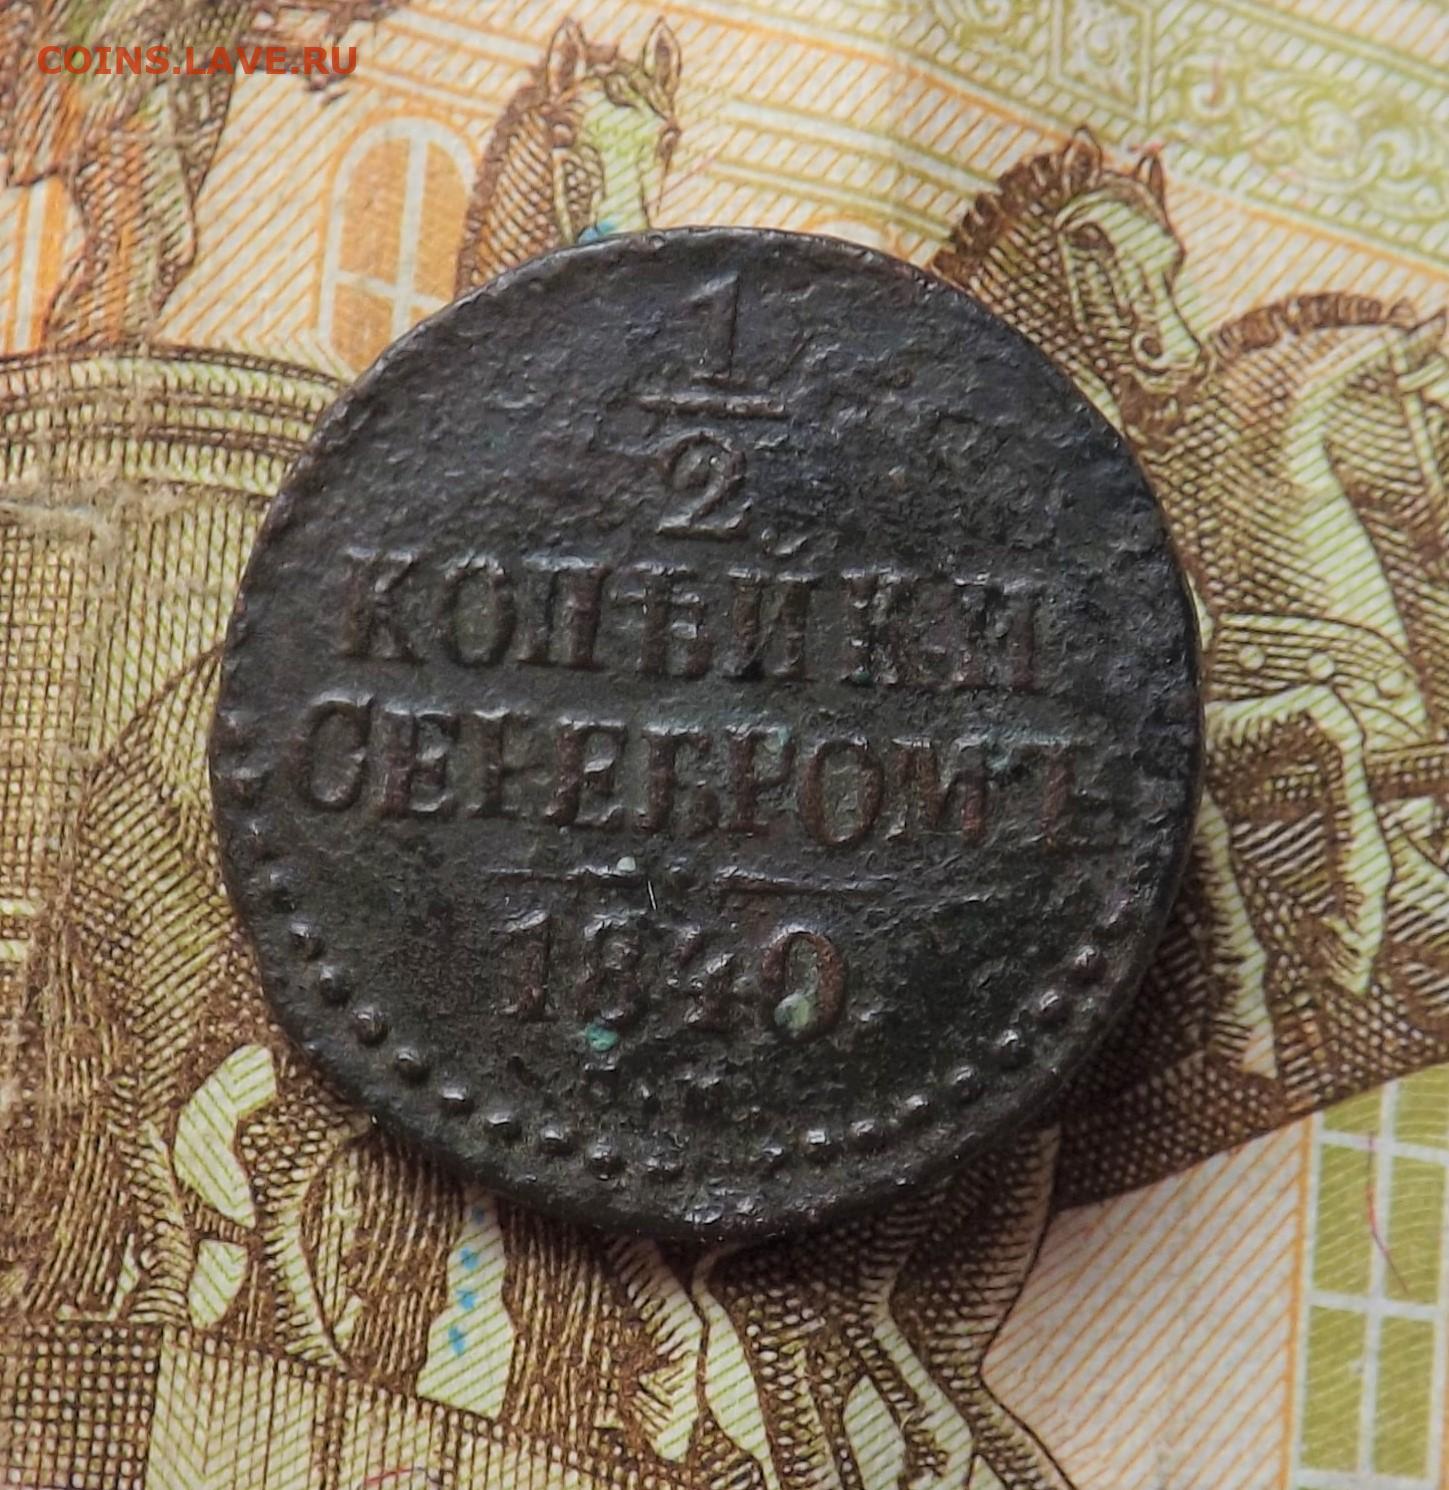 COINS.LAVE.RU
1
2
КОПѢЙКИ
СЕРЕБРОМЪ
1840